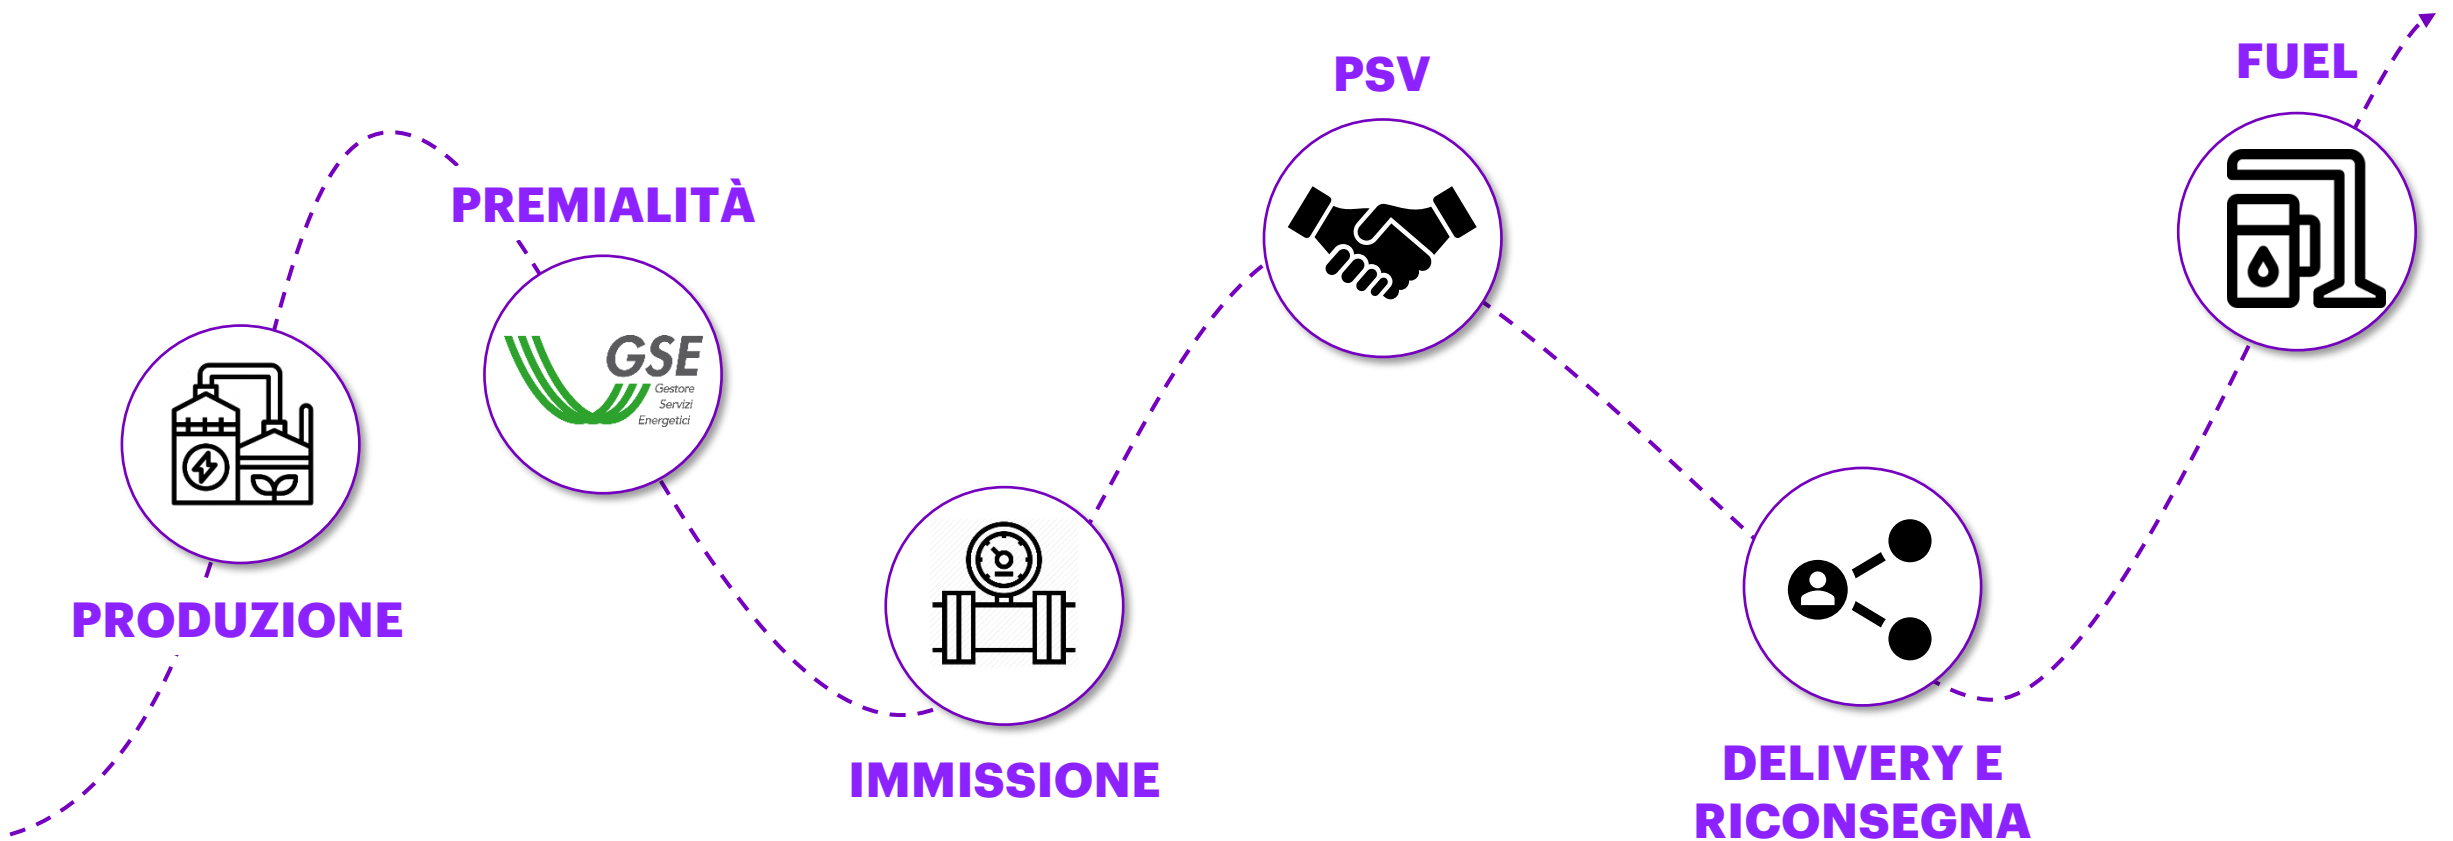 PRODUZIONE
PREMIALITÀ
GSE
Gestore
Servizi
Energetici
IMMISSIONE
PSV
DELIVERY E
RICONSEGNA
FUEL